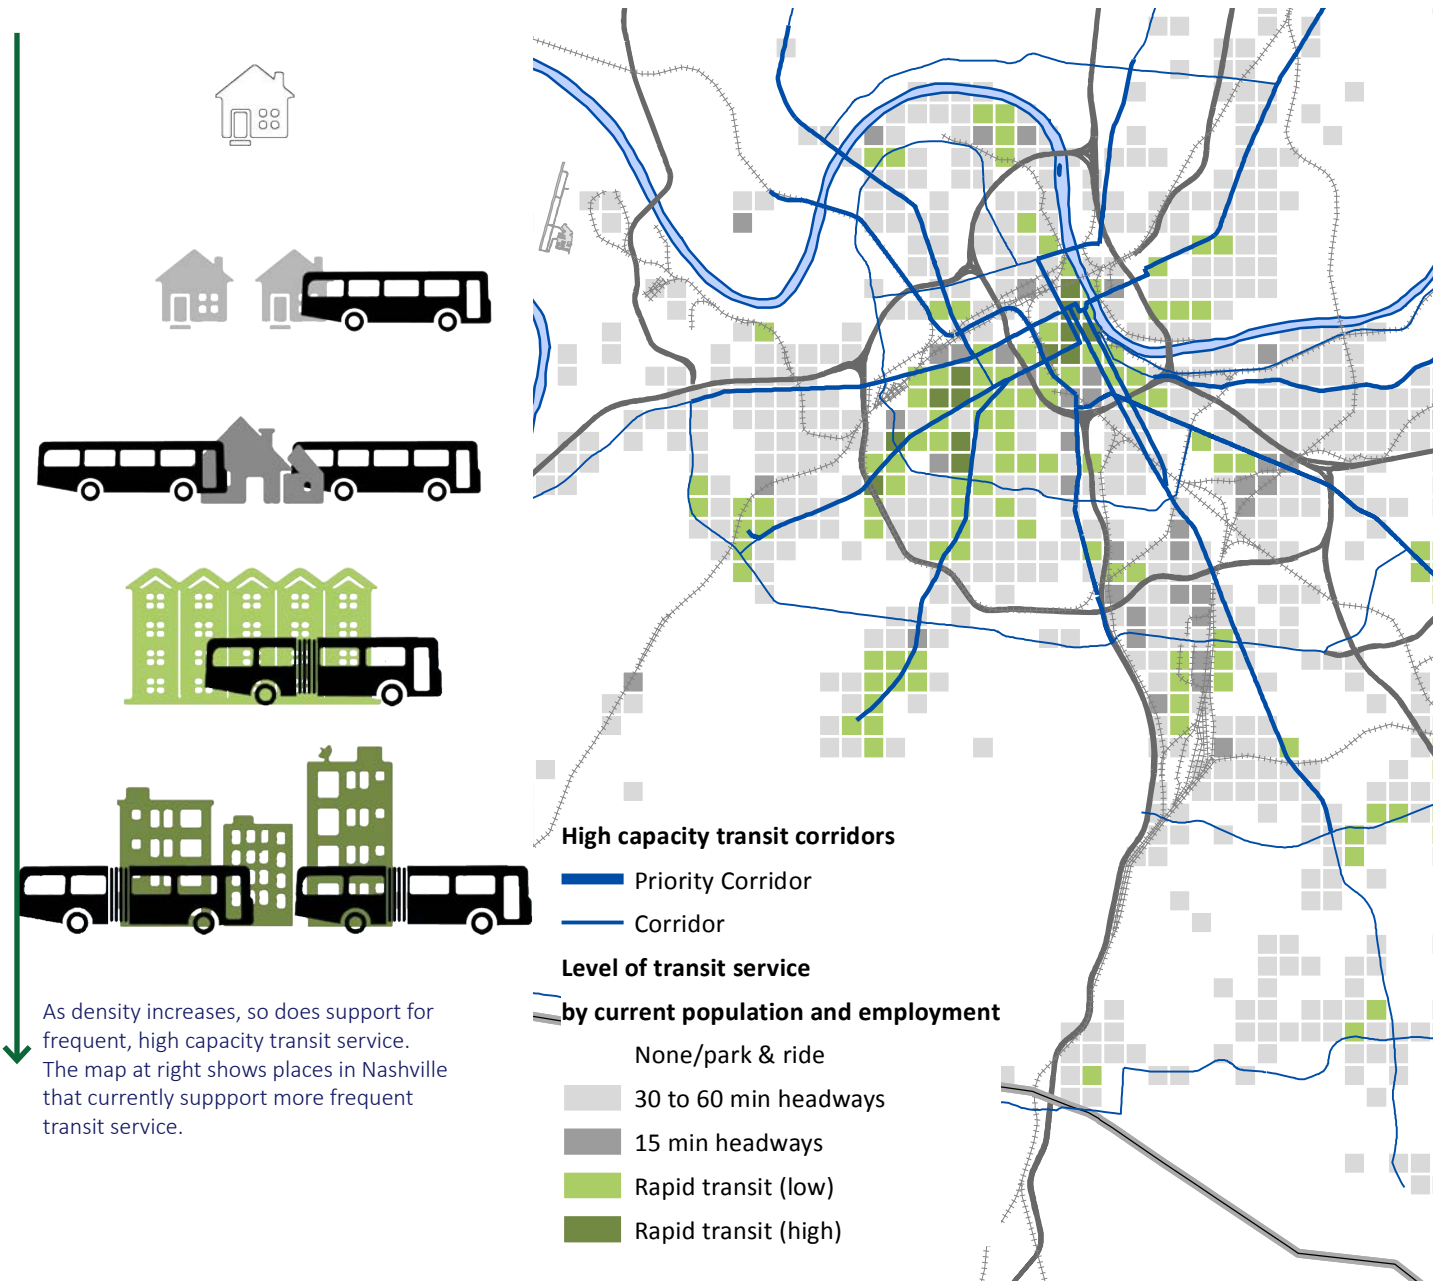 As density increases, so does support for
frequent, high capacity transit service.
The map at right shows places in Nashville
that currently suppport more frequent
transit service.
High capacity transit corridors
Priority Corridor
Corridor
Level of transit service
by current population and employment
None/park & ride
30 to 60 min headways
15 min headways
Rapid transit (low)
Rapid transit (high)